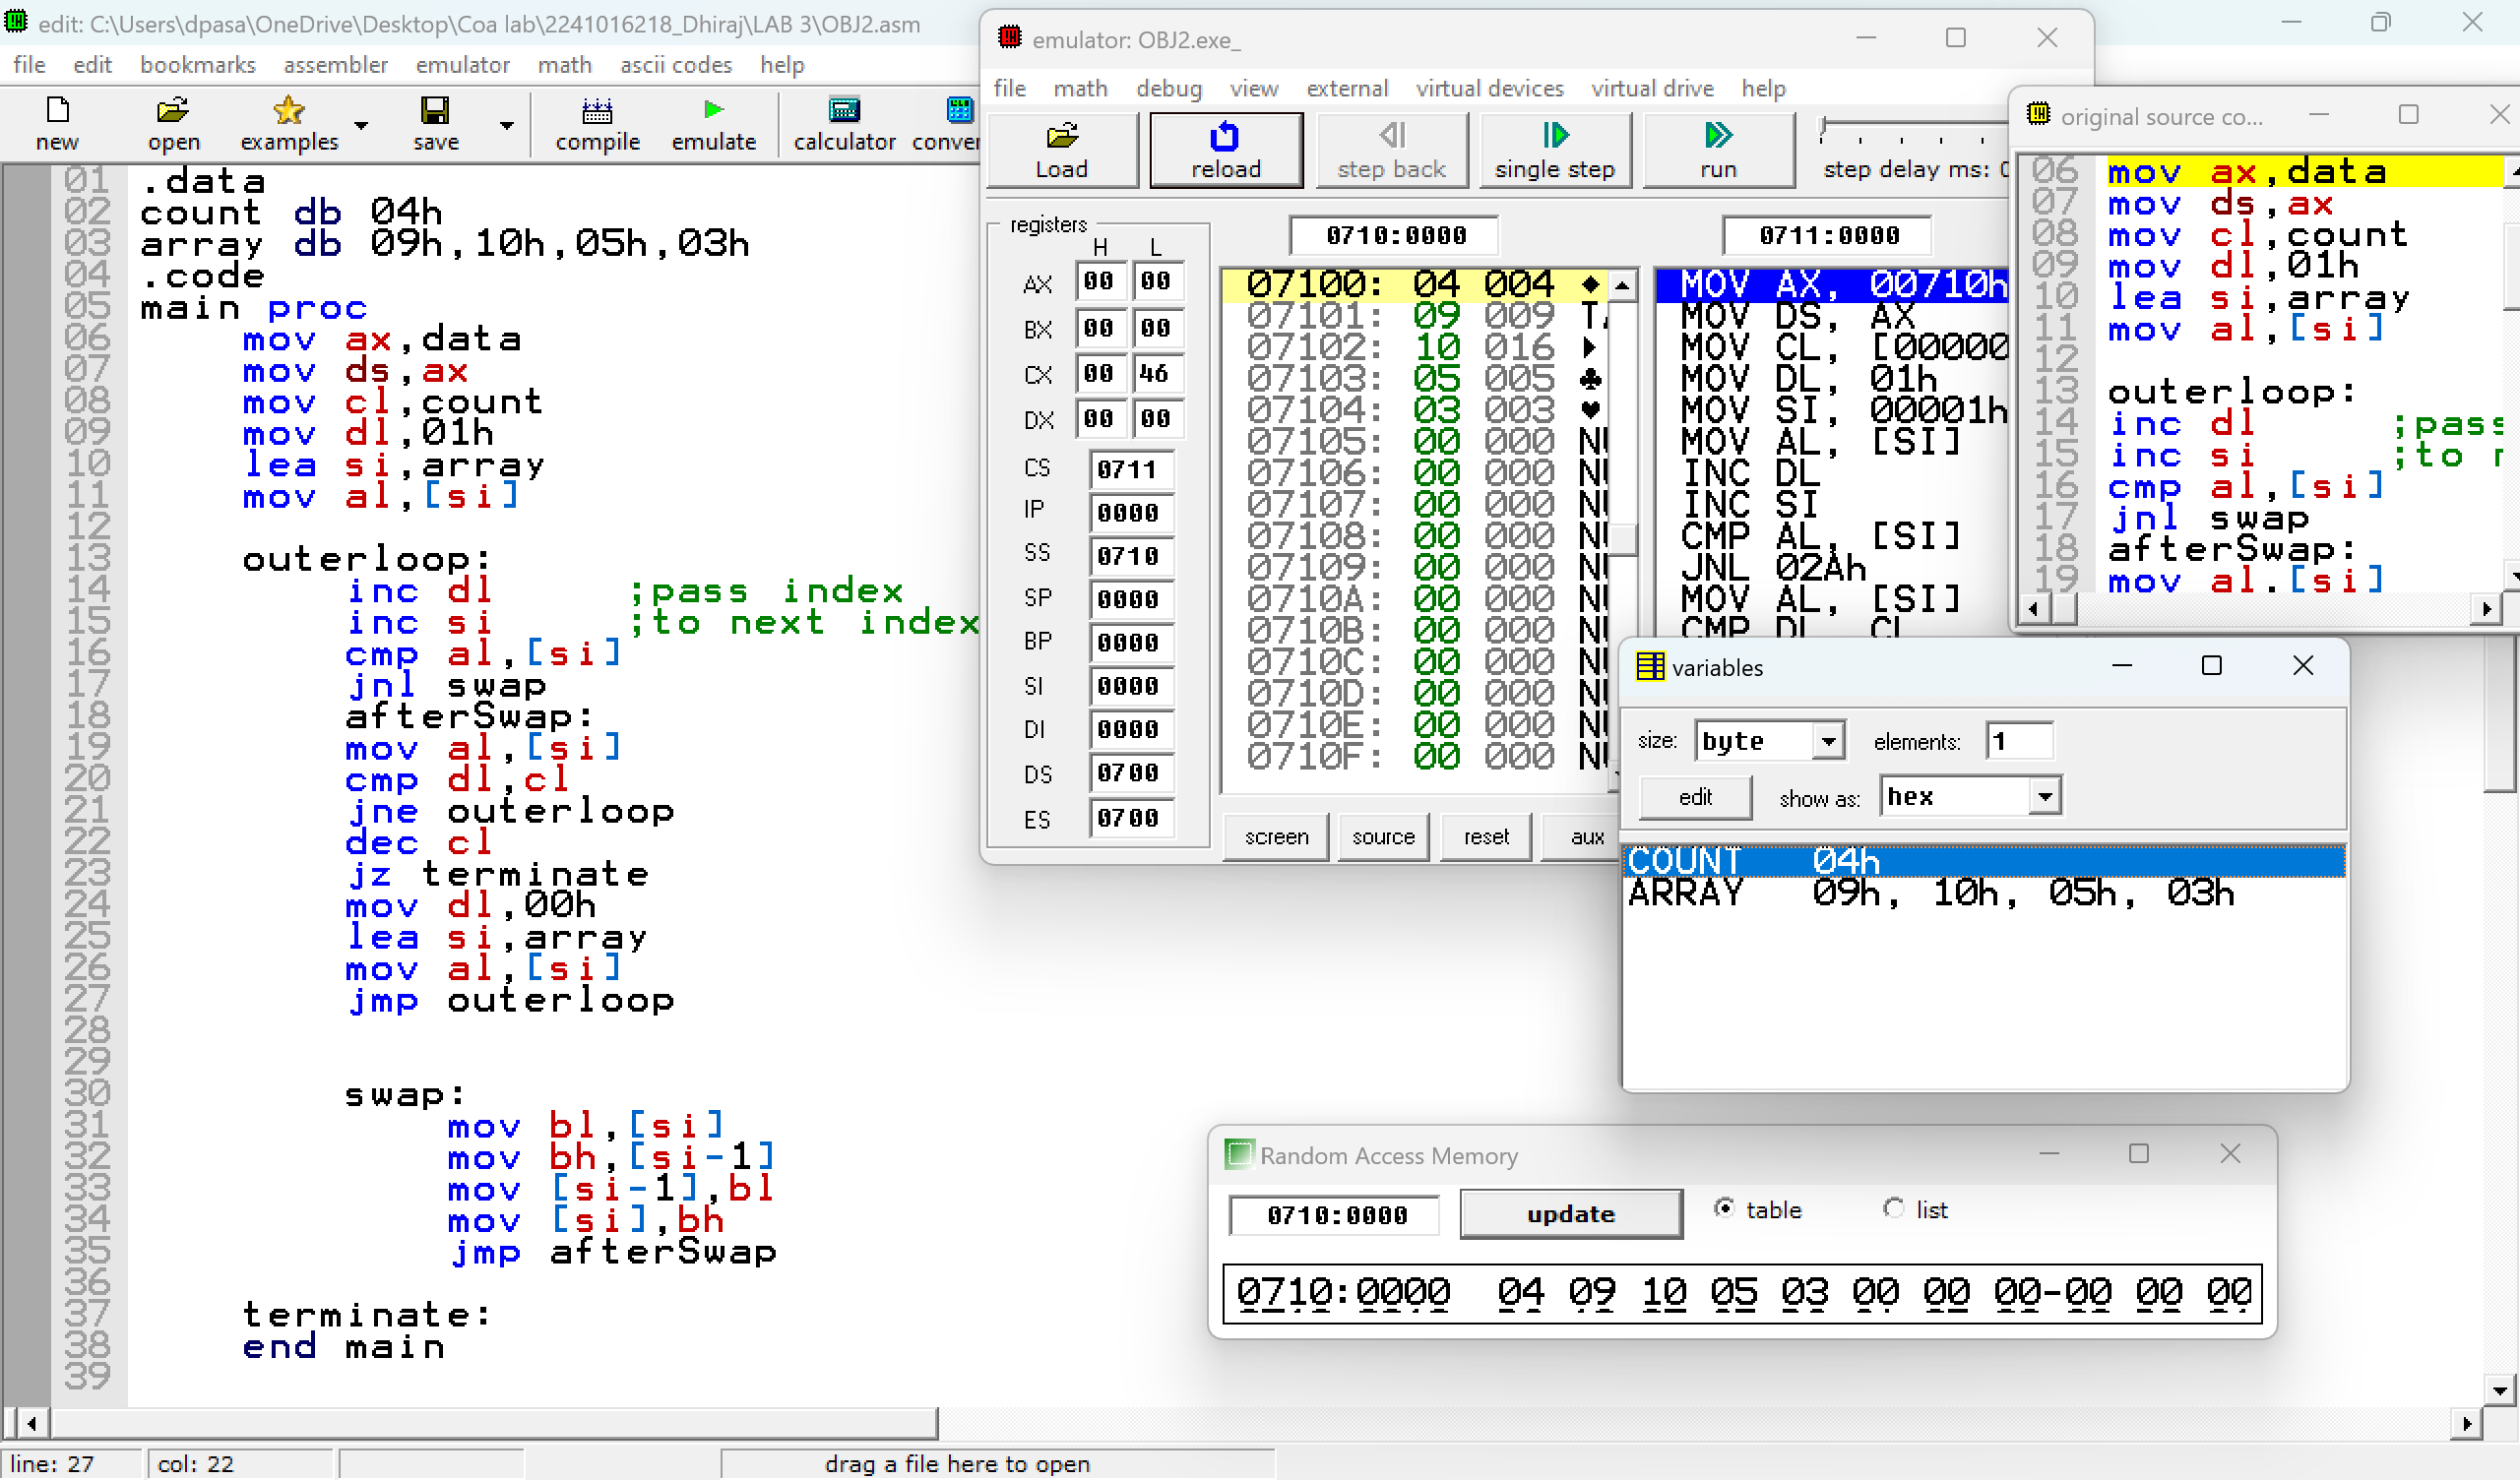 edit: C:\Users\dpasa\OneDrive\Desktop\Coa lab\2241016218_Dhiraj\LAB 3\OBJ2.asm
file edit bookmarks assembler emulator math ascii codes help
new open examples save compile emulate calculator
01 .data
02 count db 04h
03 array db 09h,10h,05h,03h
04 .code
05 main proc
06 mov ax,data
07 mov ds,ax
08 mov cl,count
09 mov dl,01h
10 lea si,array
11 mov al,[si]
12
13 outerloop:
14 inc dl ;pass index
15 inc si ;to next index
16 cmp al,[si]
17 jnl swap
18 afterSwap:
19 mov al,[si]
20 cmp dl,cl
21 jne outerloop
22 dec cl
23 jz terminate
24 mov dl,00h
25 lea si,array
26 mov al,[si]
27 jmp outerloop
28
29
30 swap:
31 mov bl,[si]
32 mov bh,[si-1]
33 mov [si-1],bl
34 mov [si],bh
35 jmp afterSwap
36
37 terminate:
38 end main
39
line: 27 col: 22 drag a file here to open
emulator: OBJ2.exe_
file math debug view external virtual devices virtual drive help
Load reload step back single step run step delay ms:
registers
H L
AX 00 00
BX 00 00
CX 00 46
DX 00 00
CS 0711
IP 0000
SS 0710
SP 0000
BP 0000
SI 0000
DI 0000
DS 0700
ES 0700
0710:0000 0711:0000
07100: 04 004 ♦
07101: 09 009
07102: 10 016 ►
07103: 05 005 ♣
07104: 03 003 ♥
07105: 00 000
07106: 00 000
07107: 00 000
07108: 00 000
07109: 00 000
0710A: 00 000
0710B: 00 000
0710C: 00 000
0710D: 00 000
0710E: 00 000
0710F: 00 000
MOV AX, 00710h
MOV DS, AX
MOV CL, [00000
MOV DL, 01h
MOV SI, 00001h
MOV AL, [SI]
INC DL
INC SI
CMP AL, [SI]
JNL 02Ah
MOV AL, [SI]
CMP DL, CL
screen source reset aux
original source co...
06 mov ax,data
07 mov ds,ax
08 mov cl,count
09 mov dl,01h
10 lea si,array
11 mov al,[si]
12
13 outerloop:
14 inc dl ;pass
15 inc si ;to
16 cmp al,[si]
17 jnl swap
18 afterSwap:
19 mov al,[si]
variables
size: byte elements: 1
edit show as: hex
COUNT 04h
ARRAY 09h, 10h, 05h, 03h
Random Access Memory
0710:0000 update table list
0710:0000 04 09 10 05 03 00 00 00-00 00 00